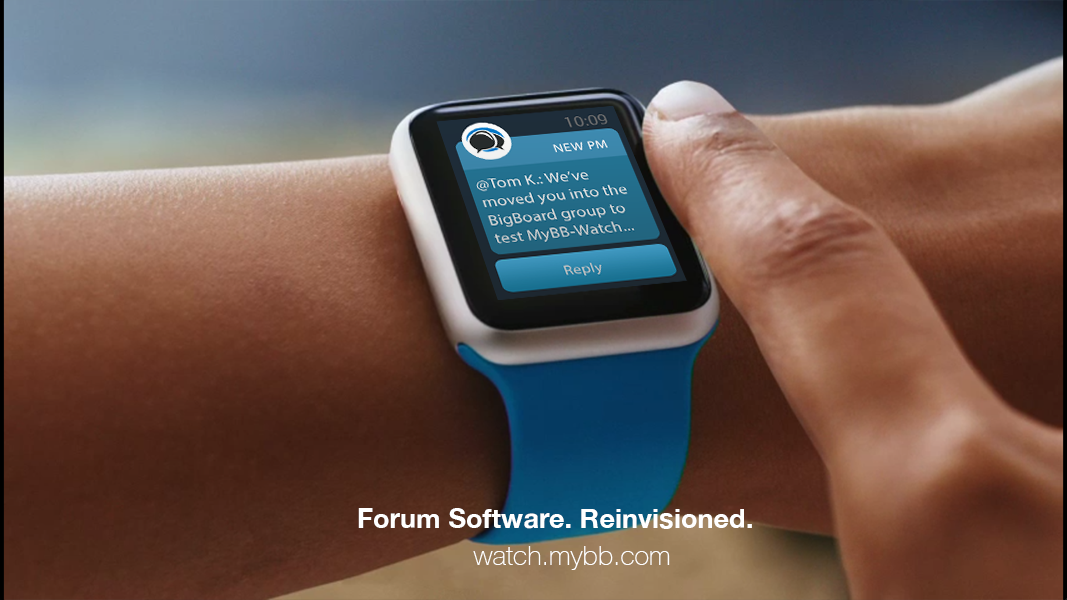 10:09
NEW PM
@Tom K.: We've
moved you into the
BigBoard group to
test MyBB-Watch...
Reply
Forum Software. Reinvisioned.
watch.mybb.com